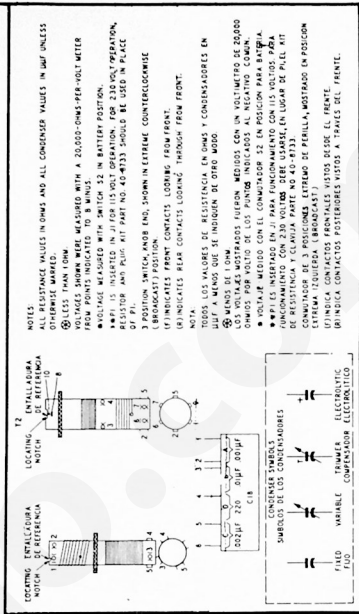 NOTES
ALL RESISTANCE VALUES IN OHMS AND ALL CONDENSER VALUES IN µµF UNLESS
OTHERWISE MARKED.
LESS THAN 1 OHM.
VOLTAGES SHOWN WERE MEASURED WITH A 20,000-OHMS-PER-VOLT METER
FROM POINTS INDICATED TO B MINUS.
VOLTAGE MEASURED WITH SWITCH S2 IN BATTERY POSITION.
P1 IS INSERTED IN J1 FOR 115 VOLT OPERATION. FOR 230 VOLT OPERATION,
RESISTOR AND PLUG KIT PART NO. 40-8733 SHOULD BE USED IN PLACE
OF P1.
3 POSITION SWITCH, KNOB END, SHOWN IN EXTREME COUNTERCLOCKWISE
(BROADCAST) POSITION.
(F) INDICATES FRONT CONTACTS LOOKING FROM FRONT.
(R) INDICATES REAR CONTACTS LOOKING THROUGH FROM FRONT.
NOTA
TODOS LOS VALORES DE RESISTENCIA EN OHMS Y CONDENSADORES EN
µµF A MENOS QUE SE INDIQUEN DE OTRO MODO.
MENOS DE 1 OHM.
LOS VOLTAJES MOSTRADOS FUERON MEDIDOS CON UN VOLTIMETRO DE 20,000
OHMIOS POR VOLTIO DE LOS PUNTOS INDICADOS AL NEGATIVO COMUN.
VOLTAJE MEDIDO CON EL CONMUTADOR S2 EN POSICION PARA BATERIA.
P1 ES INSERTADO EN J1 PARA FUNCIONAMIENTO CON 115 VOLTIOS. PARA
FUNCIONAMIENTO CON 230 VOLTIOS DEBE USARSE, EN LUGAR DE P1, EL KIT
DE RESISTENCIA Y CLAVIJA PARTE NO. 40-8733
CONMUTADOR DE 3 POSICIONES, EXTREMO DE PERILLA, MOSTRADO EN POSICION
EXTREMA IZQUIERDA (BROADCAST)
(F) INDICA CONTACTOS FRONTALES VISTOS DESDE EL FRENTE.
(R) INDICA CONTACTOS POSTERIORES VISTOS A TRAVES DEL FRENTE.
LOCATING NOTCH
ENTALLADURA DE REFERENCIA
T2
LOCATING NOTCH
ENTALLADURA DE REFERENCIA
.002µF 220 .01µF .001µF
C18
CONDENSER SYMBOLS
SIMBOLOS DE LOS CONDENSADORES
FIXED VARIABLE TRIMMER ELECTROLYTIC
FIJO COMPENSADOR ELECTROLITICO